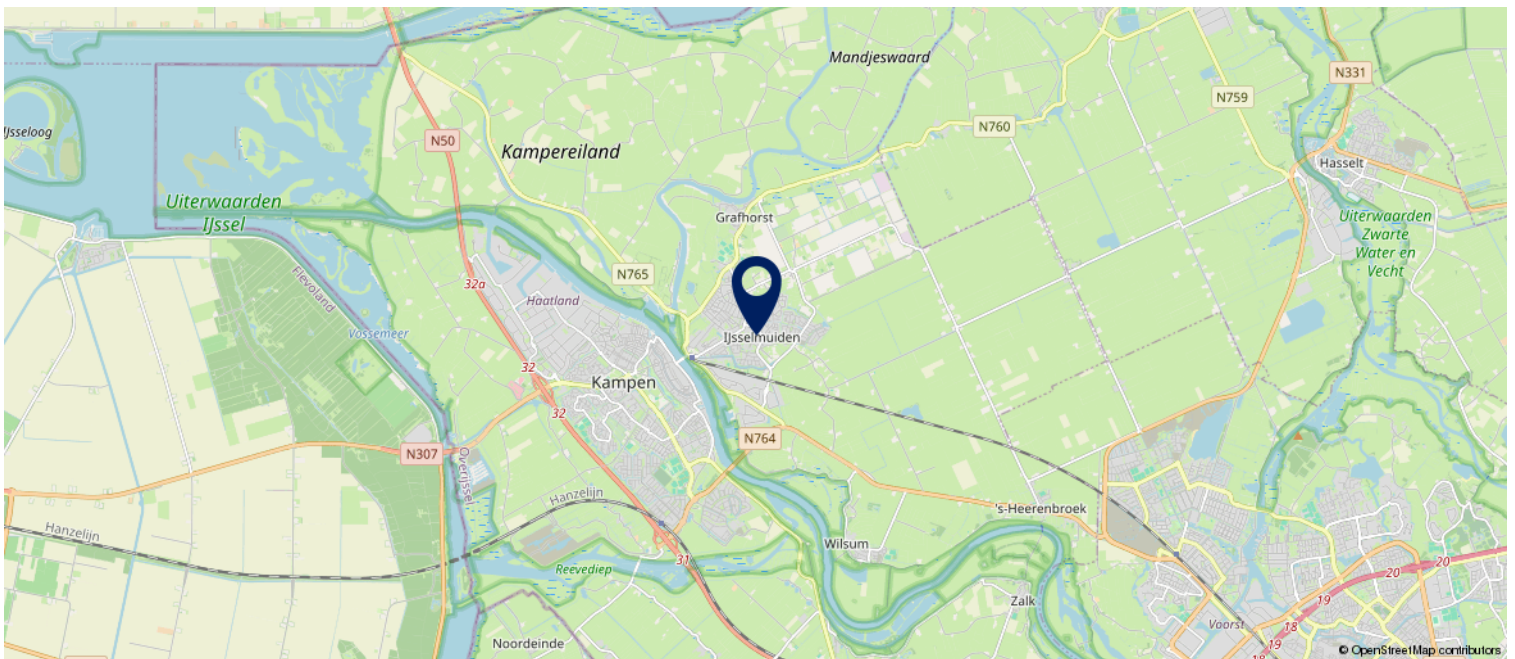 Mandjeswaard
N331
N759
IJsseloog
N760
N50
Kampereiland
Hasselt
Uiterwaarden
IJssel
Grafhorst
Uiterwaarden
Zwarte
Water en
Vecht
N765
Flevoland
32a
Haatland
Vossemeer
IJsselmuiden
32
Kampen
32
N764
N307
Overijssel
Hanzelijn
's-Heerenbroek
Hanzelijn
Wilsum
31
Reevediep
20
20
Zalk
19
Voorst
18
Noordeinde
19
18
© OpenStreetMap contributors